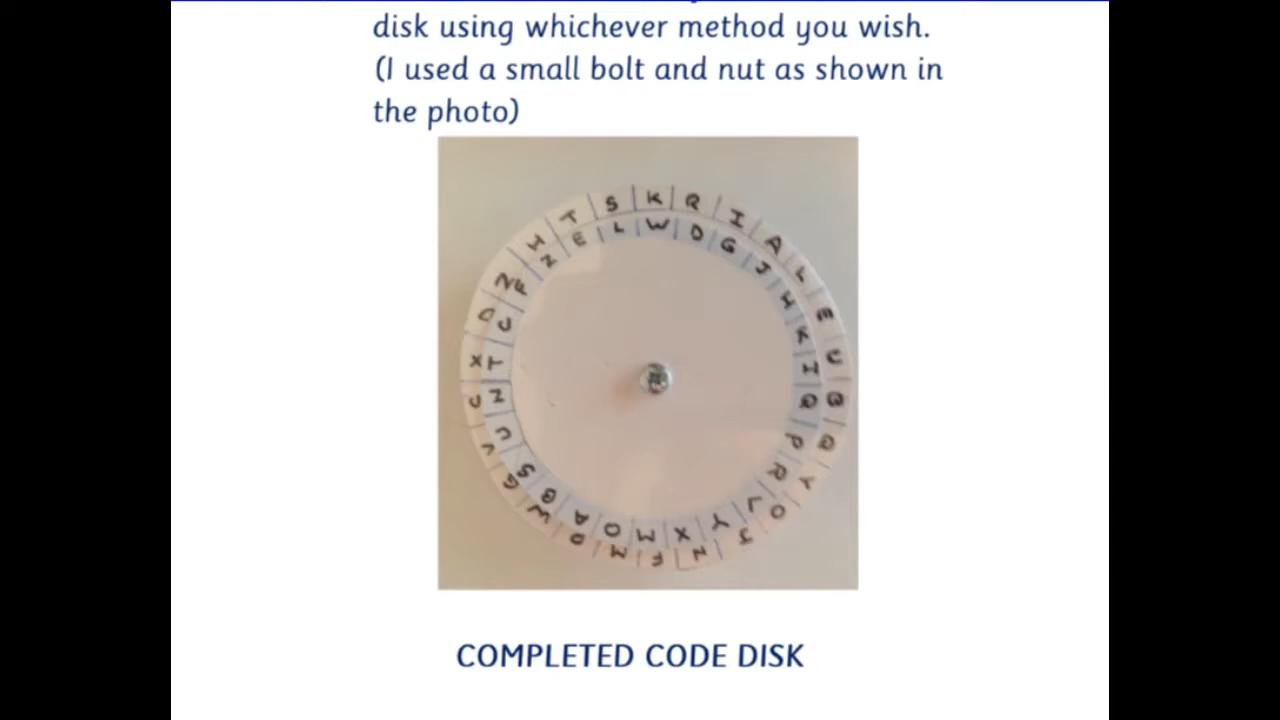 disk using whichever method you wish.
(I used a small bolt and nut as shown in
the photo)
S K R I A L E U B Q Y O J N F M P W G V C X D Z H T
L W D G J H K I Q P R V Y X M O A B S U N T C F Z E
COMPLETED CODE DISK